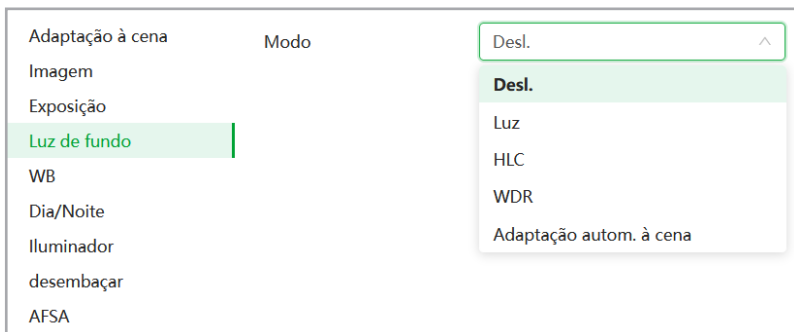 Adaptação à cena
Imagem
Exposição
Luz de fundo
WB
Dia/Noite
Iluminador
desembaçar
AFSA
Modo
Desl.
Desl.
Luz
HLC
WDR
Adaptação autom. à cena